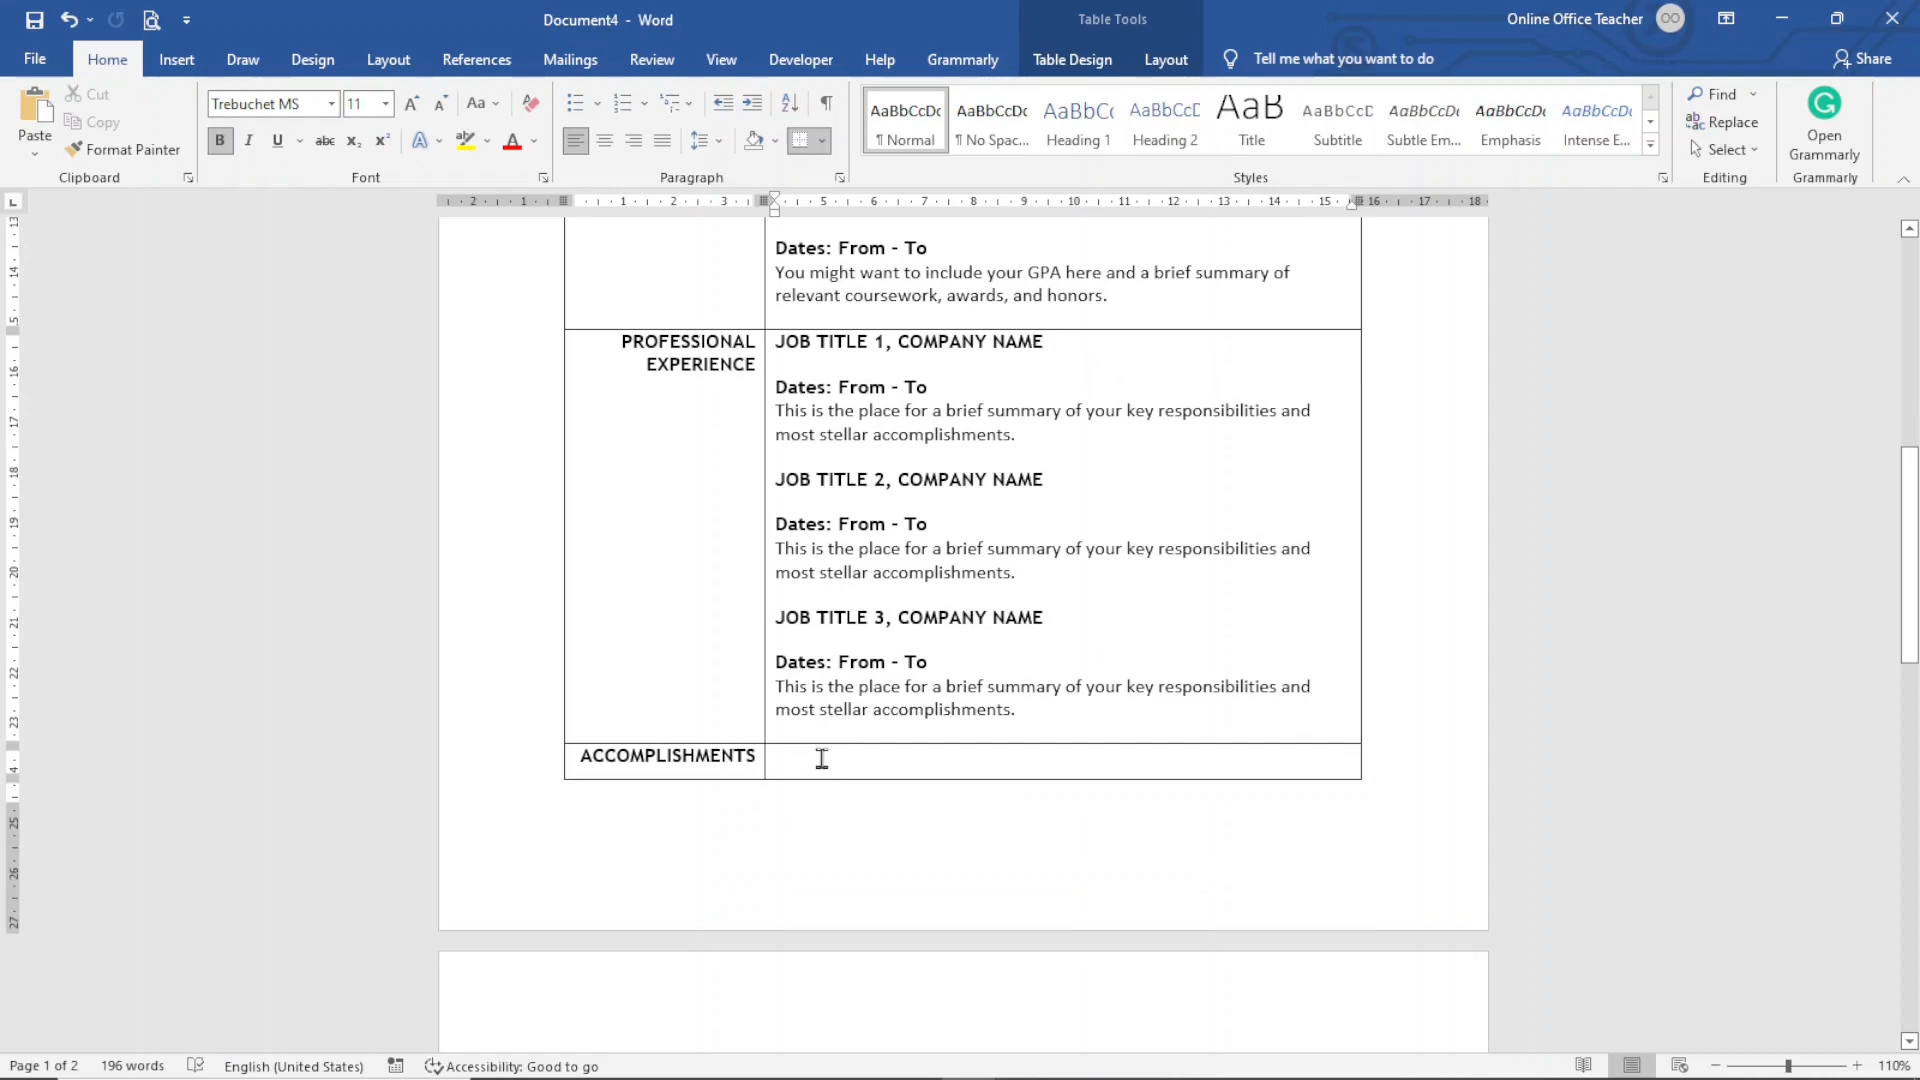 Document4 - Word
Table Tools
Online Office Teacher
OO
File
Home
Insert
Draw
Design
Layout
References
Mailings
Review
View
Developer
Help
Grammarly
Table Design
Layout
Tell me what you want to do
Share
Paste
Cut
Copy
Format Painter
Clipboard
Trebuchet MS
11
Font
Paragraph
AaBbCcDc
¶ Normal
AaBbCcDc
¶ No Spac...
AaBbCc
Heading 1
AaBbCcD
Heading 2
AaB
Title
AaBbCcD
Subtitle
AaBbCcDc
Subtle Em...
AaBbCcDc
Emphasis
AaBbCcDc
Intense E...
Styles
Find
Replace
Select
Editing
Open
Grammarly
Grammarly
Dates: From - To
You might want to include your GPA here and a brief summary of
relevant coursework, awards, and honors.
PROFESSIONAL
EXPERIENCE
JOB TITLE 1, COMPANY NAME
Dates: From - To
This is the place for a brief summary of your key responsibilities and
most stellar accomplishments.
JOB TITLE 2, COMPANY NAME
Dates: From - To
This is the place for a brief summary of your key responsibilities and
most stellar accomplishments.
JOB TITLE 3, COMPANY NAME
Dates: From - To
This is the place for a brief summary of your key responsibilities and
most stellar accomplishments.
ACCOMPLISHMENTS
Page 1 of 2
196 words
English (United States)
Accessibility: Good to go
110%